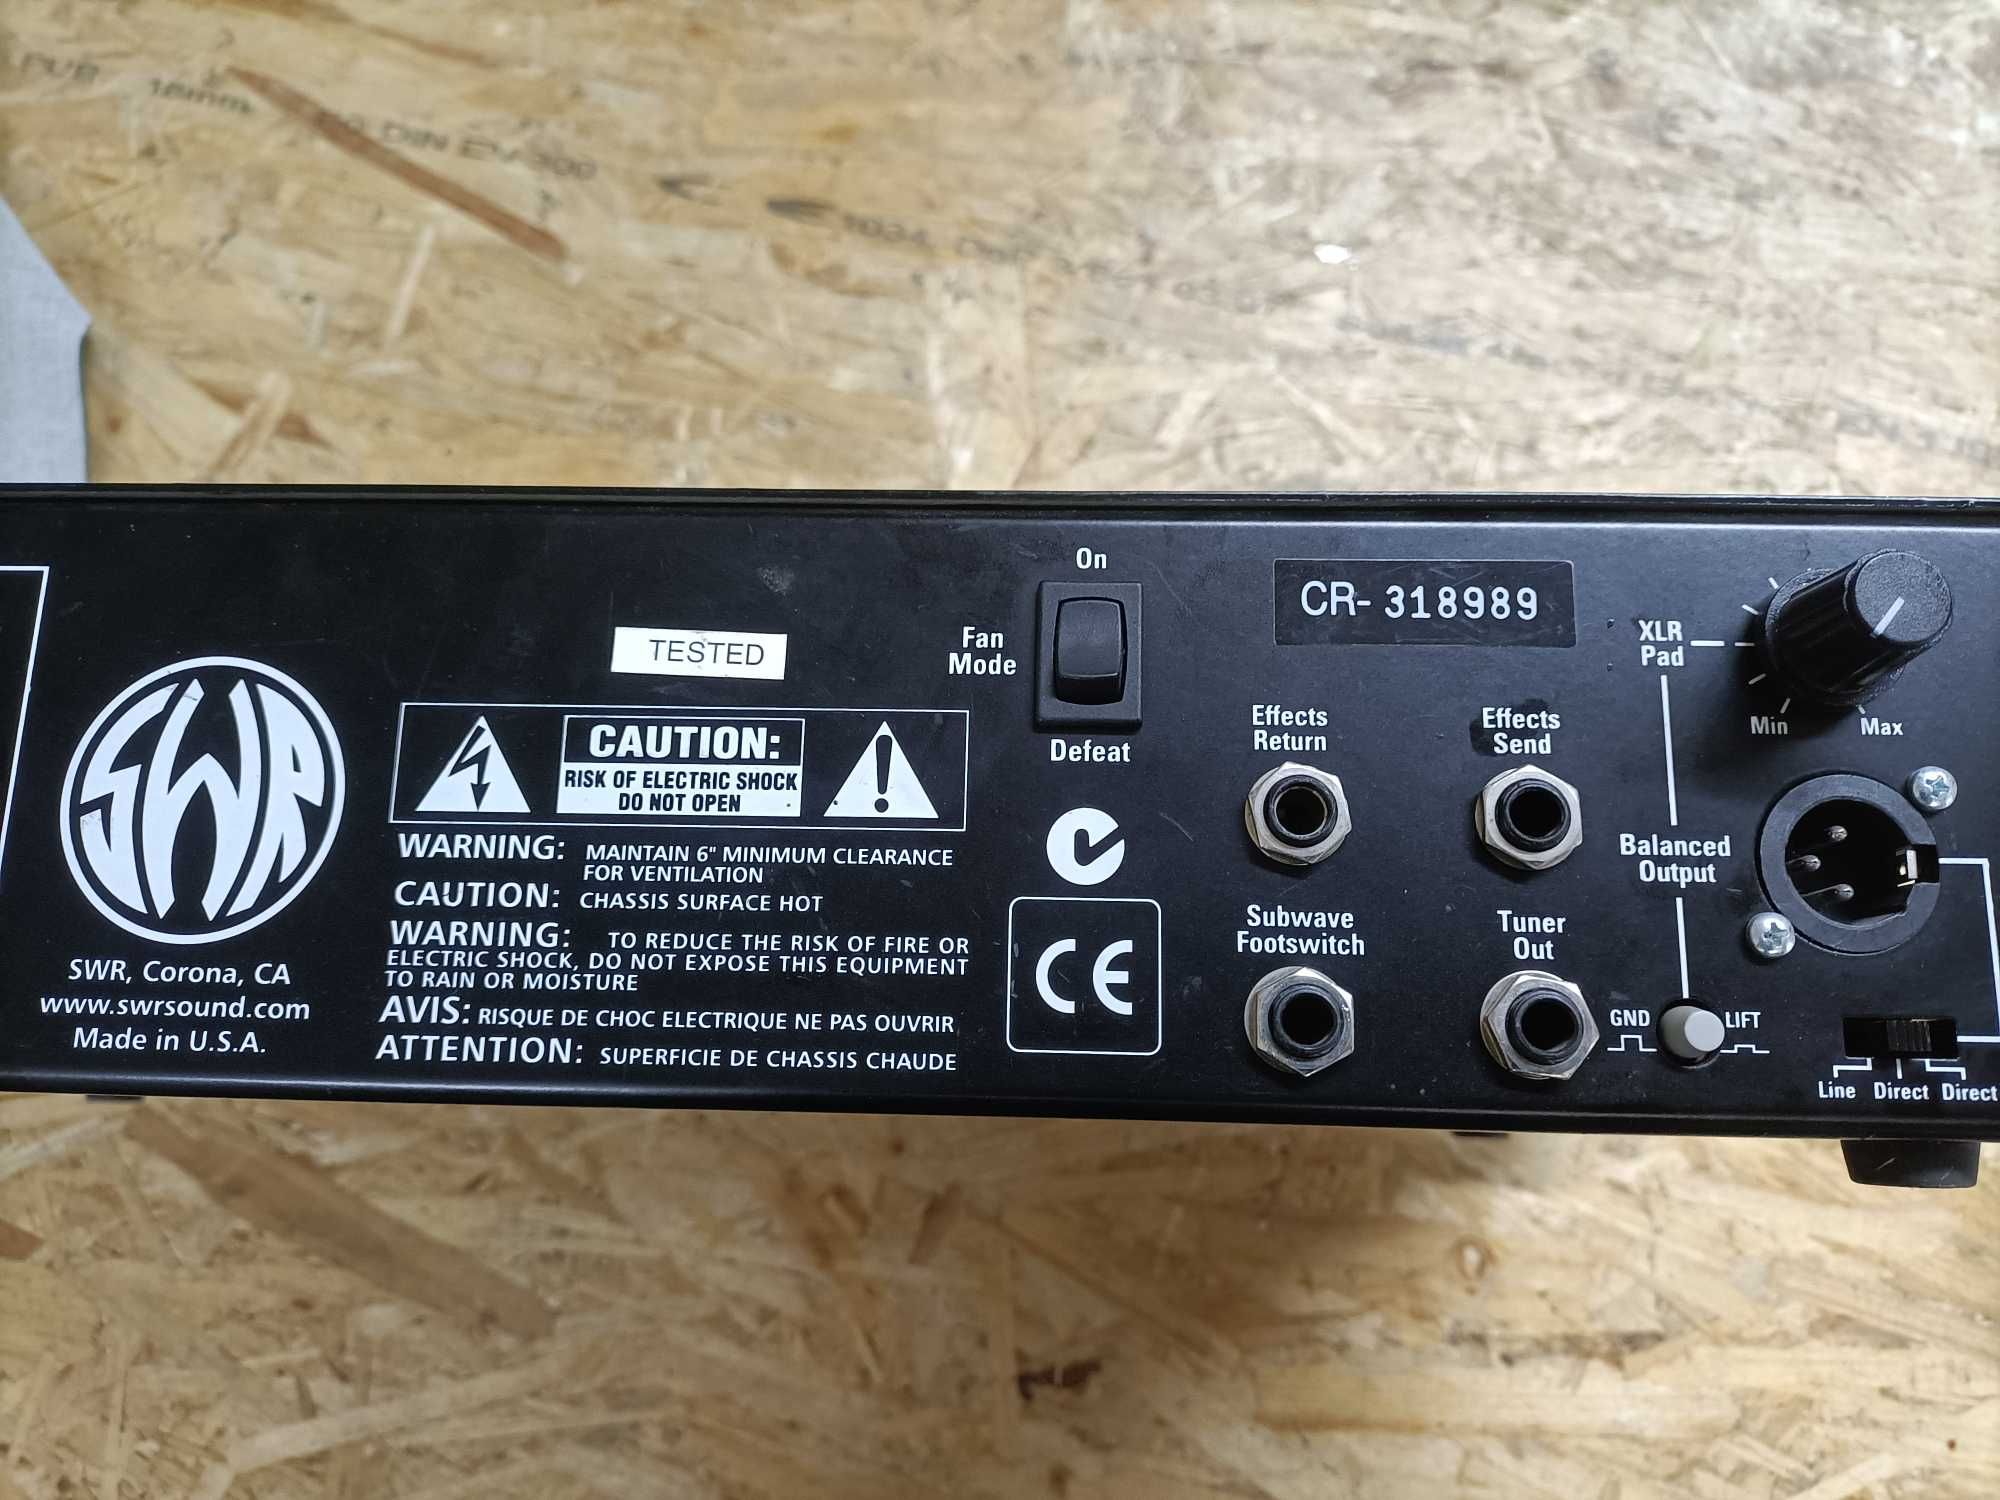 18mm
DIN EN 300
TESTED
SWR
SWR, Corona, CA
www.swrsound.com
Made in U.S.A.
CAUTION:
RISK OF ELECTRIC SHOCK
DO NOT OPEN
WARNING: MAINTAIN 6" MINIMUM CLEARANCE
FOR VENTILATION
CAUTION: CHASSIS SURFACE HOT
WARNING: TO REDUCE THE RISK OF FIRE OR
ELECTRIC SHOCK, DO NOT EXPOSE THIS EQUIPMENT
TO RAIN OR MOISTURE
AVIS: RISQUE DE CHOC ELECTRIQUE NE PAS OUVRIR
ATTENTION: SUPERFICIE DE CHASSIS CHAUDE
On
Fan
Mode
Defeat
CE
CR- 318989
Effects
Return
Effects
Send
Subwave
Footswitch
Tuner
Out
XLR
Pad
Min
Max
Balanced
Output
GND
LIFT
Line Direct Direct